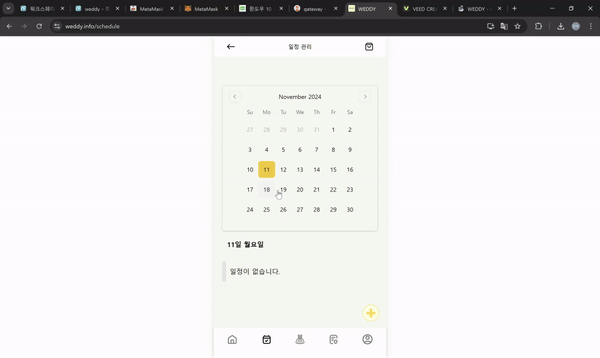 워크스페이
weddy - 프
MetaMask
MetaMask
윈도우 10
gateway -
WEDDY
VEED CRE
WEDDY -
weddy.info/schedule
일정 관리
November 2024
Su Mo Tu We Th Fr Sa
27 28 29 30 31 1 2
3 4 5 6 7 8 9
10 11 12 13 14 15 16
17 18 19 20 21 22 23
24 25 26 27 28 29 30
11일 월요일
일정이 없습니다.